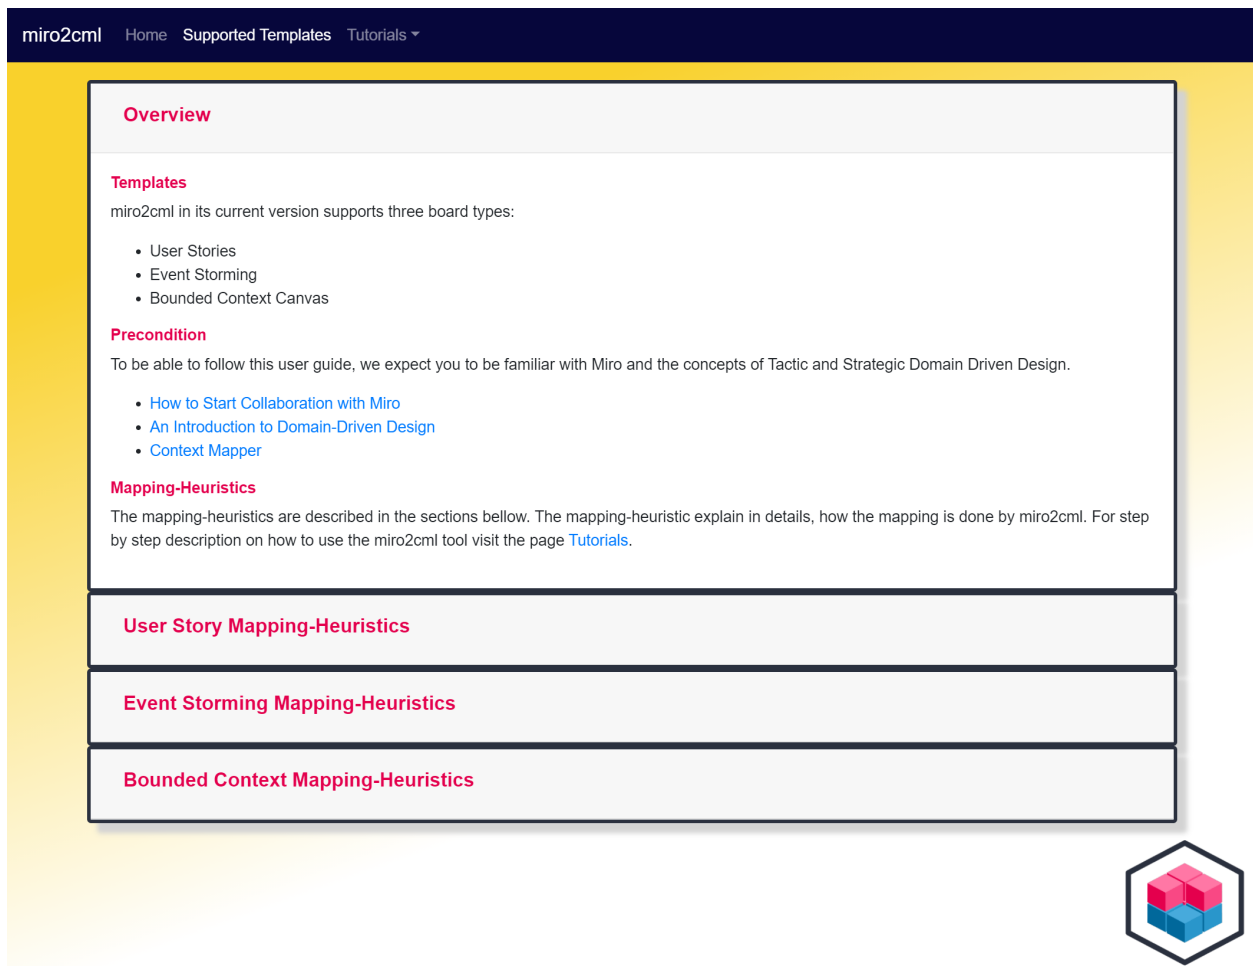 miro2cml Home Supported Templates Tutorials
Overview
Templates
miro2cml in its current version supports three board types:
User Stories
Event Storming
Bounded Context Canvas
Precondition
To be able to follow this user guide, we expect you to be familiar with Miro and the concepts of Tactic and Strategic Domain Driven Design.
How to Start Collaboration with Miro
An Introduction to Domain-Driven Design
Context Mapper
Mapping-Heuristics
The mapping-heuristics are described in the sections bellow. The mapping-heuristic explain in details, how the mapping is done by miro2cml. For step
by step description on how to use the miro2cml tool visit the page Tutorials.
User Story Mapping-Heuristics
Event Storming Mapping-Heuristics
Bounded Context Mapping-Heuristics